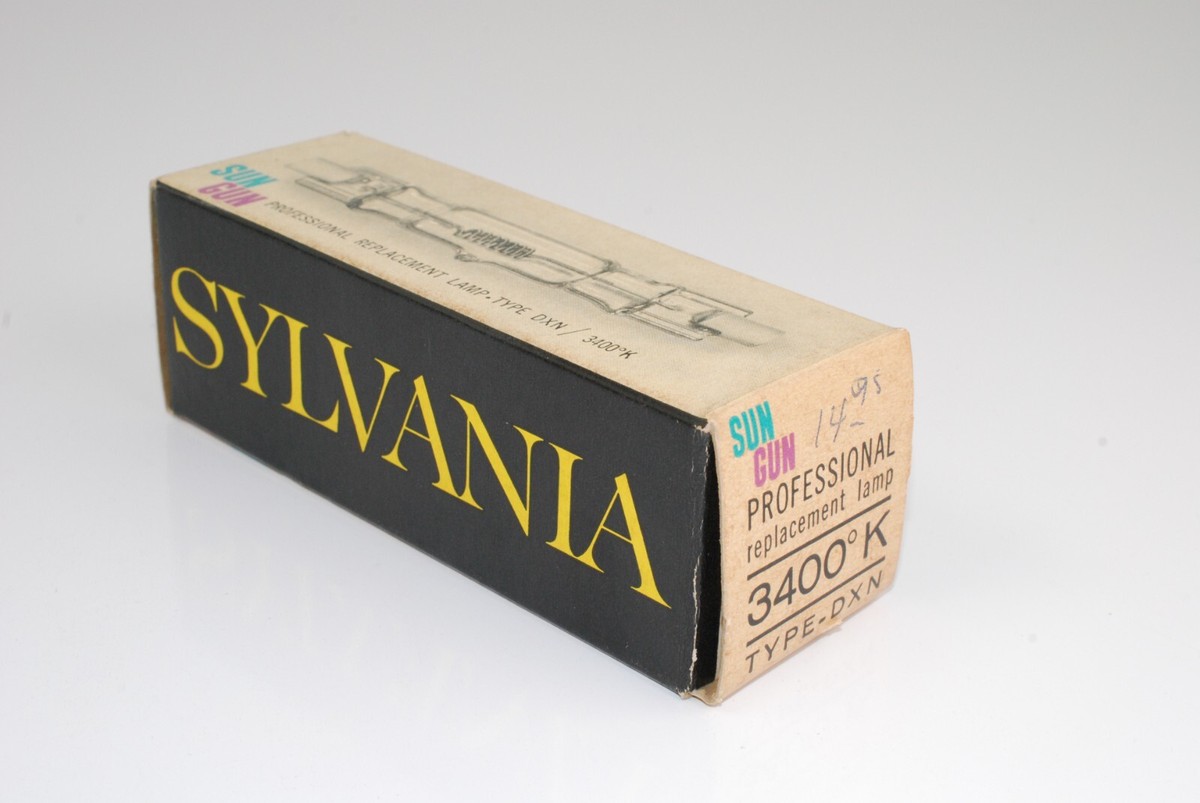 SUN
GUN
PROFESSIONAL REPLACEMENT LAMP-TYPE DXN/3400°K
SYLVANIA
SUN
GUN
14 95
PROFESSIONAL
replacement lamp
3400°K
TYPE-DXN